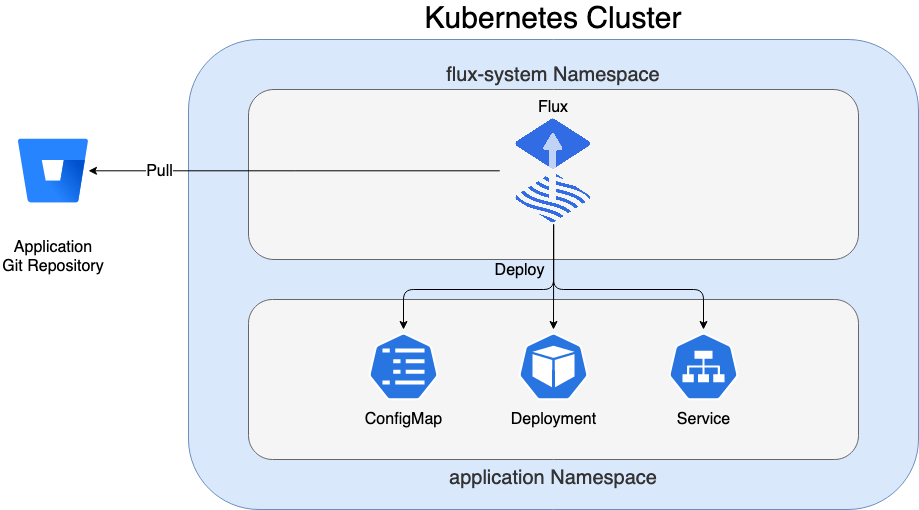 Kubernetes Cluster
flux-system Namespace
Flux
Pull
Application
Git Repository
Deploy
ConfigMap
Deployment
Service
application Namespace